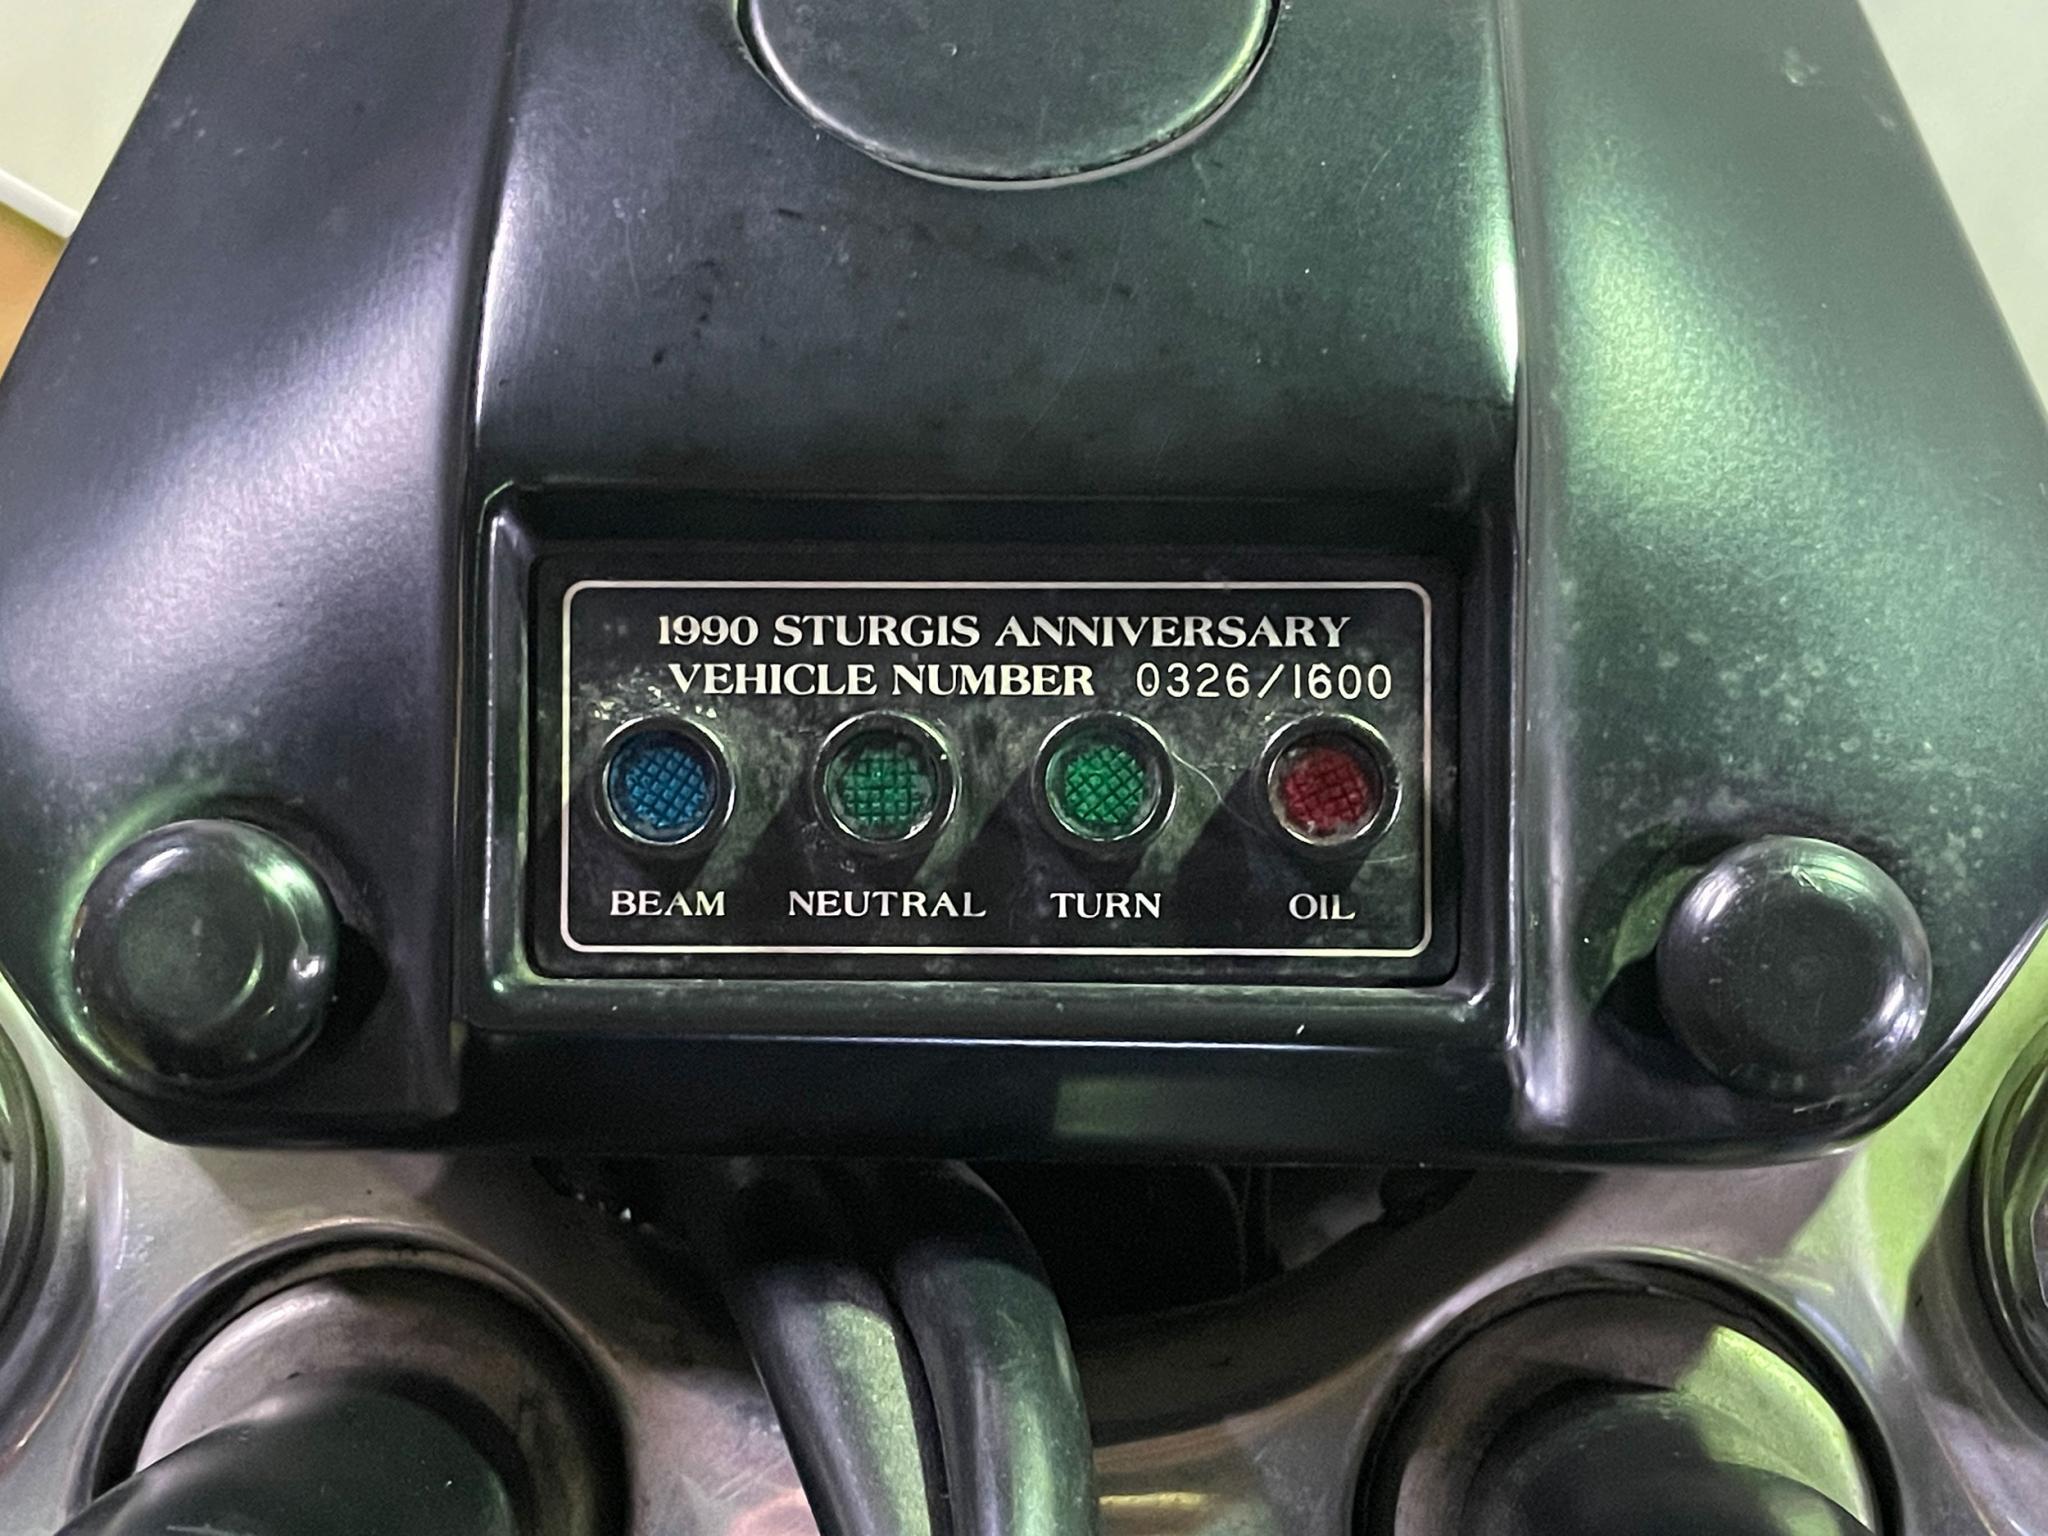 1990 STURGIS ANNIVERSARY
VEHICLE NUMBER 0326/1600
BEAM NEUTRAL TURN OIL